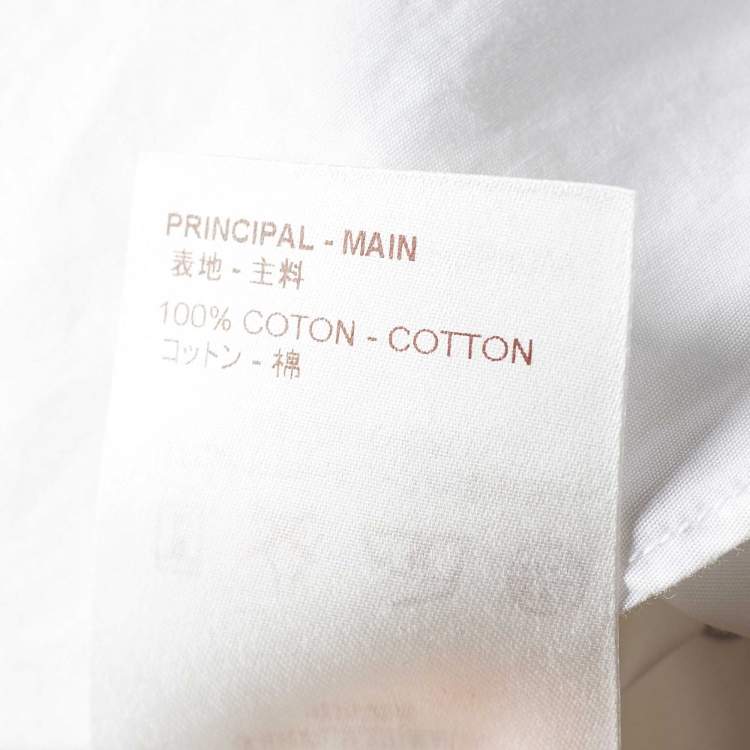 PRINCIPAL - MAIN
表地 - 主料
100% COTON - COTTON
コットン - 棉